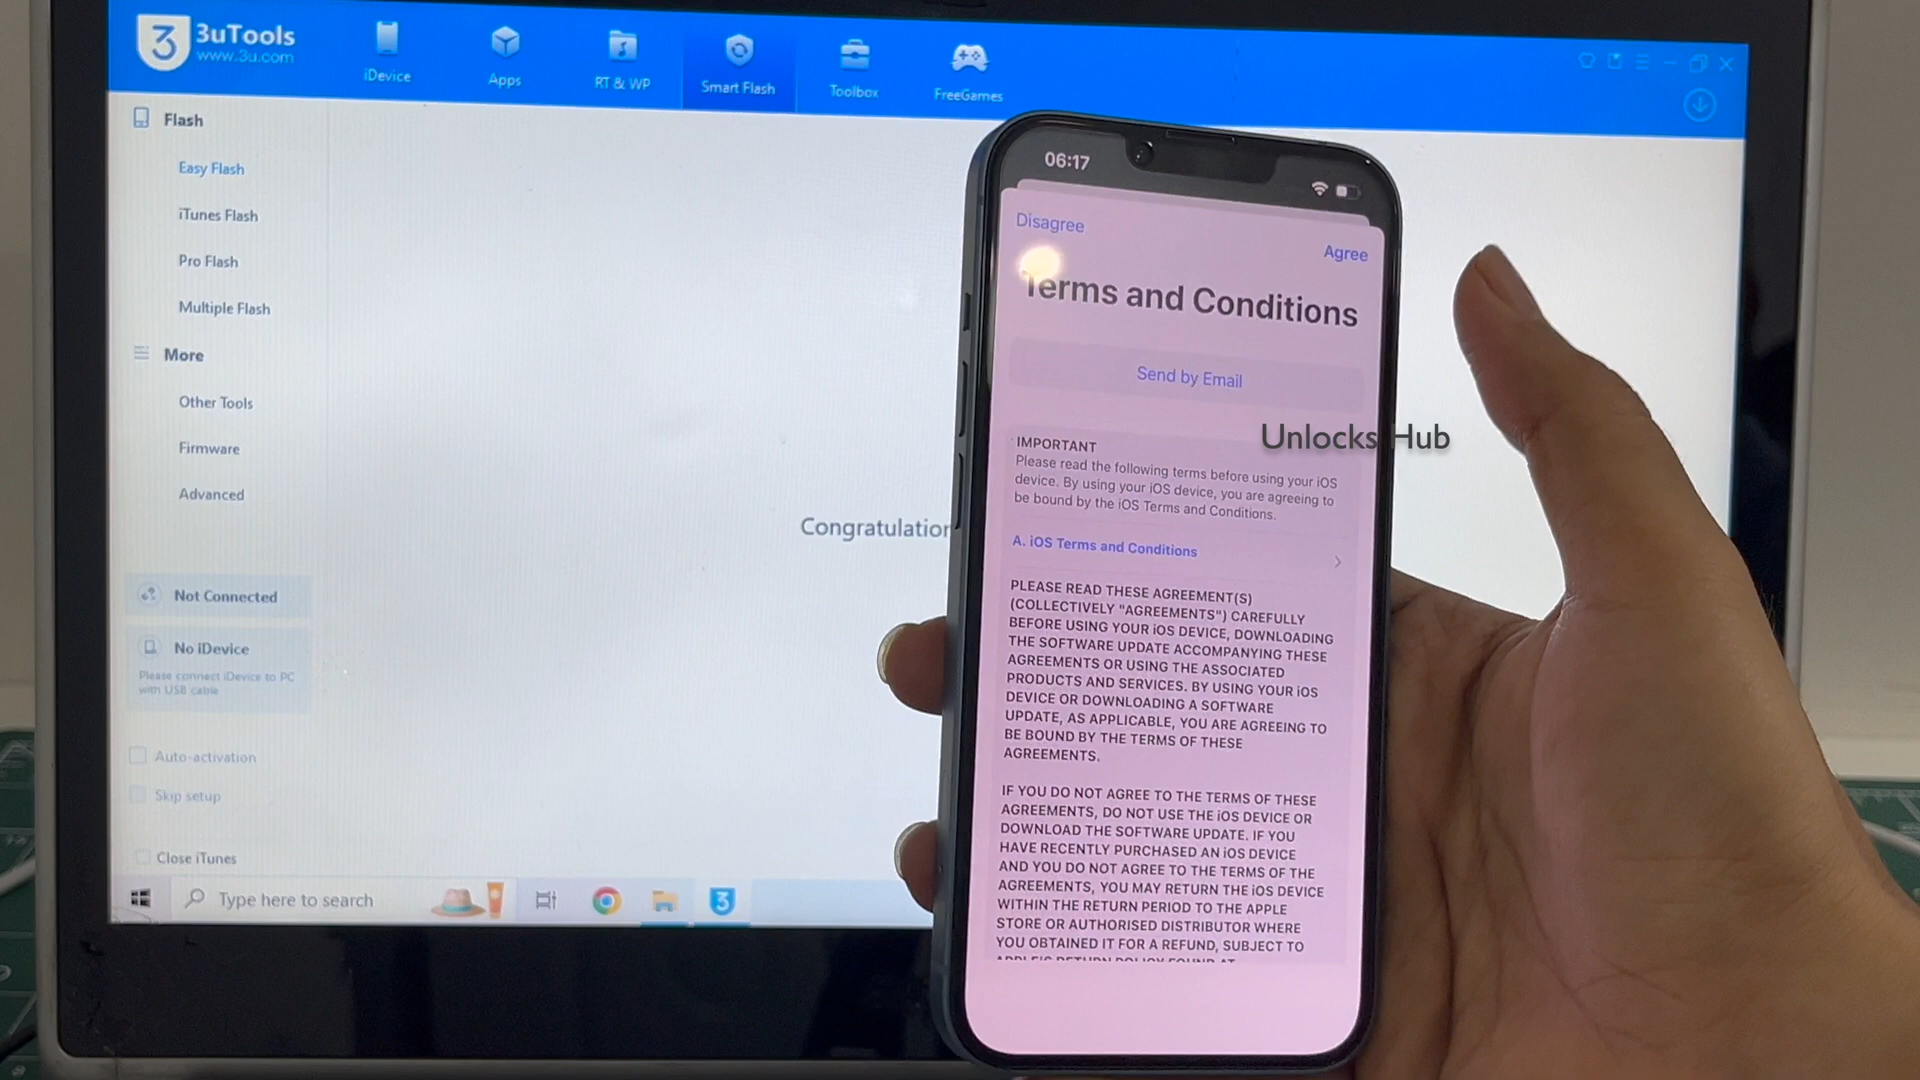 3 3uTools
www.3u.com
iDevice
Apps
RT & WP
Smart Flash
Toolbox
FreeGames
Flash
Easy Flash
iTunes Flash
Pro Flash
Multiple Flash
More
Other Tools
Firmware
Advanced
Not Connected
No iDevice
Please connect iDevice to PC
with USB cable
Auto-activation
Skip setup
Close iTunes
Type here to search
3
06:17
Disagree
Agree
Terms and Conditions
Send by Email
Unlocks Hub
IMPORTANT
Please read the following terms before using your iOS
device. By using your iOS device, you are agreeing to
be bound by the iOS Terms and Conditions.
A. iOS Terms and Conditions
PLEASE READ THESE AGREEMENT(S)
(COLLECTIVELY "AGREEMENTS") CAREFULLY
BEFORE USING YOUR iOS DEVICE, DOWNLOADING
THE SOFTWARE UPDATE ACCOMPANYING THESE
AGREEMENTS OR USING THE ASSOCIATED
PRODUCTS AND SERVICES. BY USING YOUR iOS
DEVICE OR DOWNLOADING A SOFTWARE
UPDATE, AS APPLICABLE, YOU ARE AGREEING TO
BE BOUND BY THE TERMS OF THESE
AGREEMENTS.
IF YOU DO NOT AGREE TO THE TERMS OF THESE
AGREEMENTS, DO NOT USE THE iOS DEVICE OR
DOWNLOAD THE SOFTWARE UPDATE. IF YOU
HAVE RECENTLY PURCHASED AN iOS DEVICE
AND YOU DO NOT AGREE TO THE TERMS OF THE
AGREEMENTS, YOU MAY RETURN THE iOS DEVICE
WITHIN THE RETURN PERIOD TO THE APPLE
STORE OR AUTHORISED DISTRIBUTOR WHERE
YOU OBTAINED IT FOR A REFUND, SUBJECT TO
APPLE'S RETURN POLICY FOUND AT